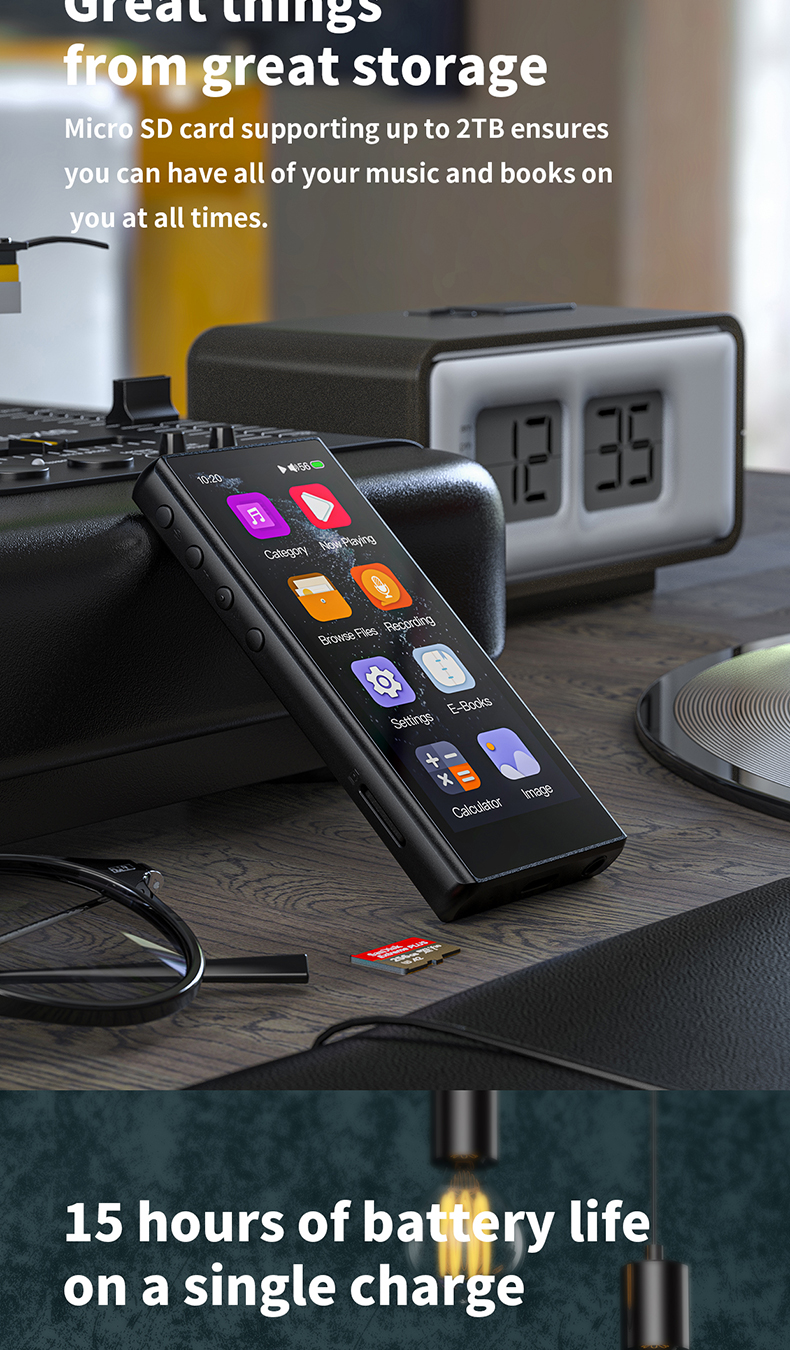 Great things
from great storage
Micro SD card supporting up to 2TB ensures
you can have all of your music and books on
you at all times.
12 35
10:20 56
Category Now Playing
Browse Files Recording
Settings E-Books
Calculator Image
SanDisk
Extreme PLUS
15 hours of battery life
on a single charge